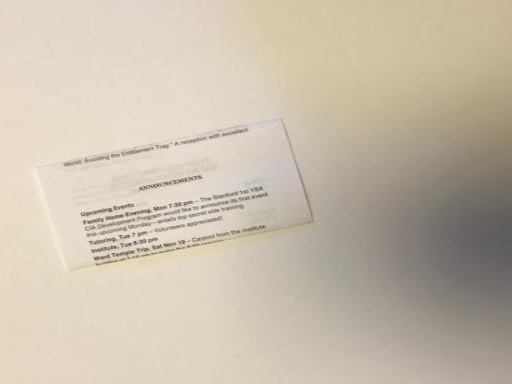 World: Avoiding the Entitlement Trap." A reception with excellent
ANNOUNCEMENTS
Upcoming Events
Family Home Evening, Mon 7:30 pm – The Stanford 1st YSA
CIA Development Program would like to announce its first event
this upcoming Monday – emails top secret elite training.
Tutoring, Tue 7 pm – Volunteers appreciated!
Institute, Tue 8:30 pm
Ward Temple Trip, Sat Nov 19 – Carpool from the institute